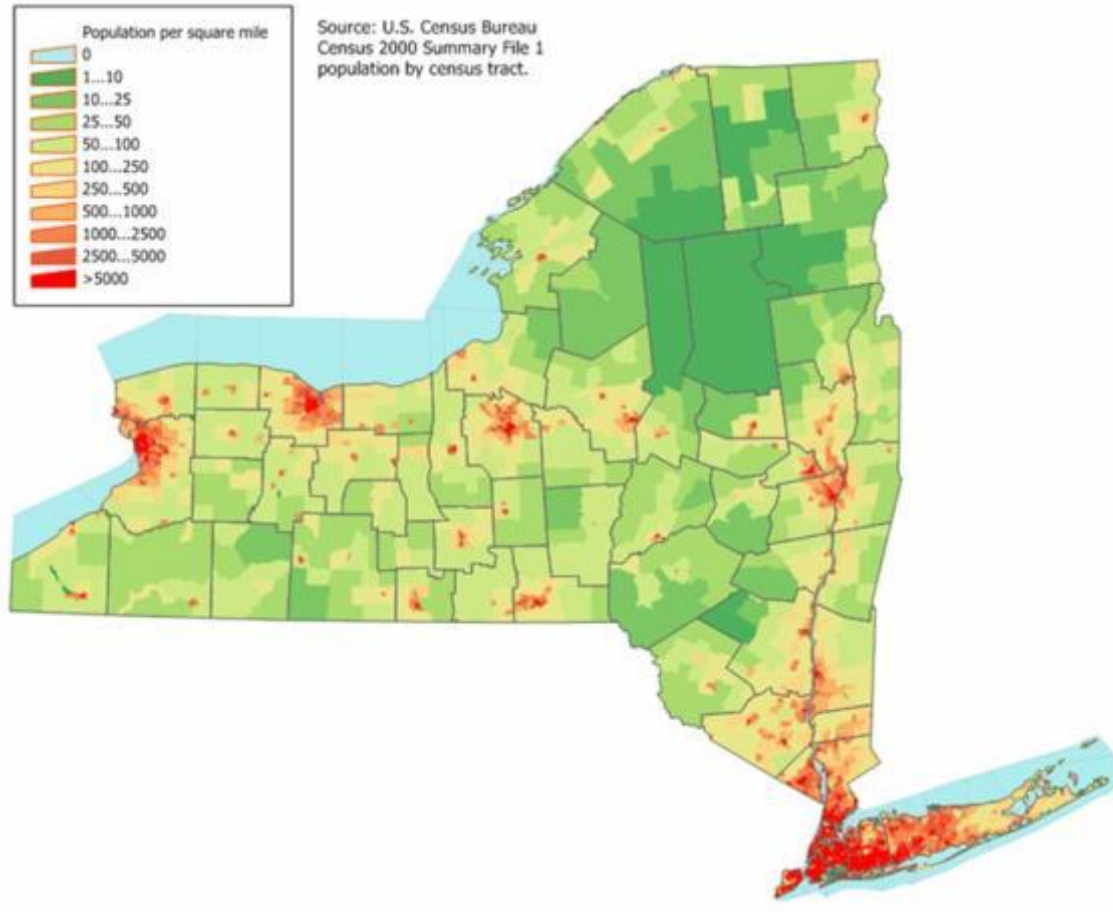 Population per square mile
0
1...10
10...25
25...50
50...100
100...250
250...500
500...1000
1000...2500
2500...5000
>5000
Source: U.S. Census Bureau
Census 2000 Summary File 1
population by census tract.